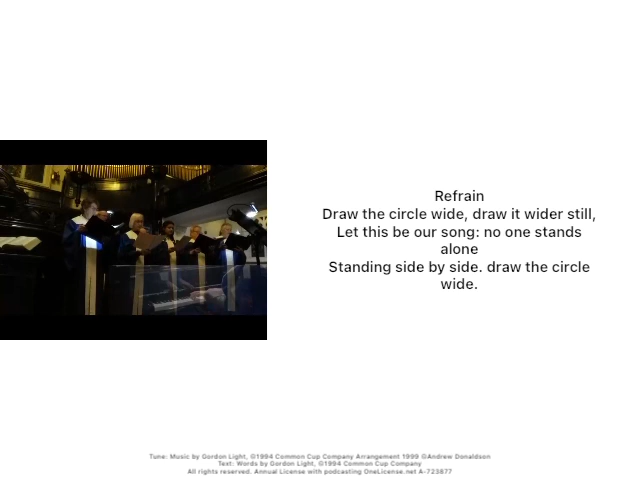 Refrain
Draw the circle wide, draw it wider still,
Let this be our song: no one stands
alone
Standing side by side. draw the circle
wide.
Tune: Music by Gordon Light, ©1994 Common Cup Company Arrangement 1999 ©Andrew Donaldson
Text: Words by Gordon Light, ©1994 Common Cup Company
All rights reserved. Annual License with podcasting OneLicense.net A-723877